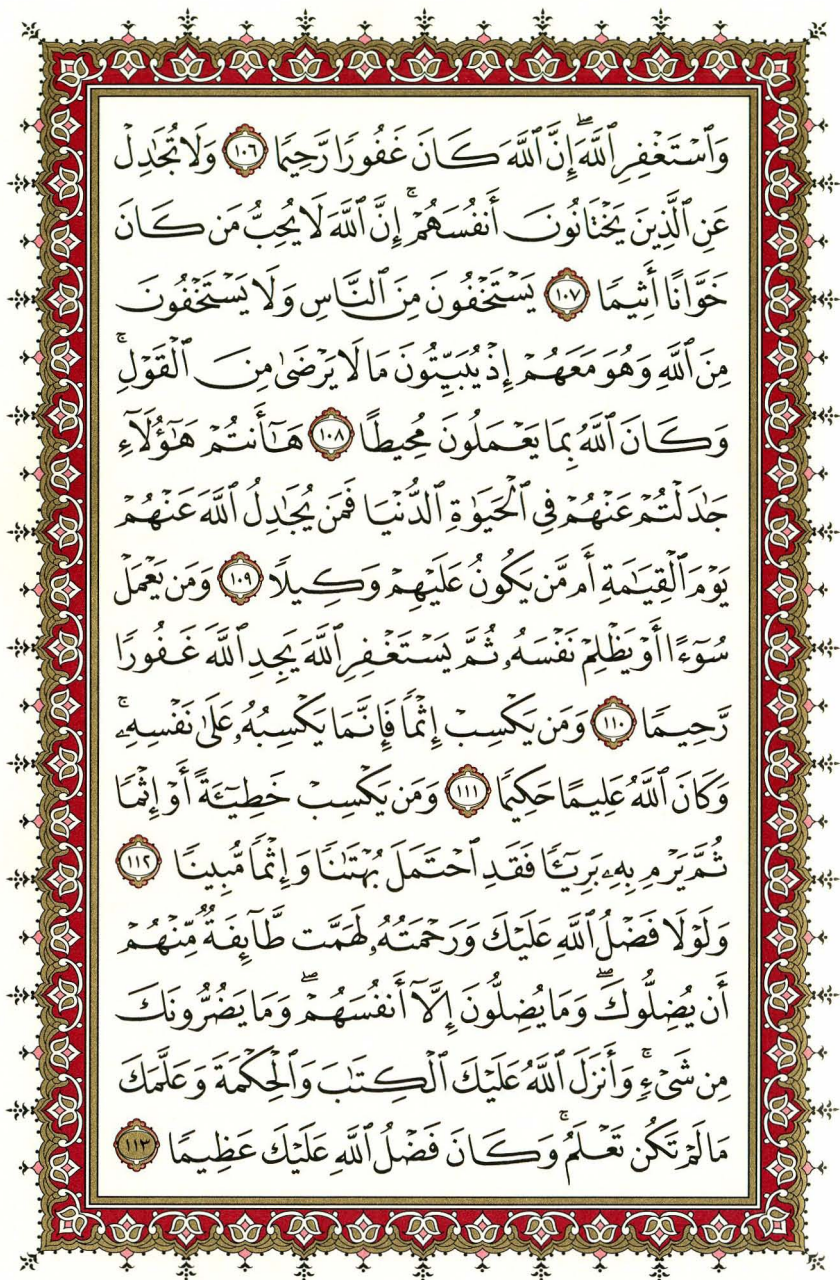 وَٱسْتَغْفِرِ ٱللَّهَۖ إِنَّ ٱللَّهَ كَانَ غَفُورٗا رَّحِيمٗا ١٠٦ وَلَا تُجَٰدِلۡ
عَنِ ٱلَّذِينَ يَخۡتَانُونَ أَنفُسَهُمۡۚ إِنَّ ٱللَّهَ لَا يُحِبُّ مَن كَانَ
خَوَّانًا أَثِيمٗا ١٠٧ يَسۡتَخۡفُونَ مِنَ ٱلنَّاسِ وَلَا يَسۡتَخۡفُونَ
مِنَ ٱللَّهِ وَهُوَ مَعَهُمۡ إِذۡ يُبَيِّتُونَ مَا لَا يَرۡضَىٰ مِنَ ٱلۡقَوۡلِۚ
وَكَانَ ٱللَّهُ بِمَا يَعۡمَلُونَ مُحِيطًا ١٠٨ هَٰٓأَنتُمۡ هَٰٓؤُلَآءِ
جَٰدَلۡتُمۡ عَنۡهُمۡ فِي ٱلۡحَيَوٰةِ ٱلدُّنۡيَا فَمَن يُجَٰدِلُ ٱللَّهَ عَنۡهُمۡ
يَوۡمَ ٱلۡقِيَٰمَةِ أَم مَّن يَكُونُ عَلَيۡهِمۡ وَكِيلٗا ١٠٩ وَمَن يَعۡمَلۡ
سُوٓءًا أَوۡ يَظۡلِمۡ نَفۡسَهُۥ ثُمَّ يَسۡتَغۡفِرِ ٱللَّهَ يَجِدِ ٱللَّهَ غَفُورٗا
رَّحِيمٗا ١١٠ وَمَن يَكۡسِبۡ إِثۡمٗا فَإِنَّمَا يَكۡسِبُهُۥ عَلَىٰ نَفۡسِهِۦۚ
وَكَانَ ٱللَّهُ عَلِيمًا حَكِيمٗا ١١١ وَمَن يَكۡسِبۡ خَطِيٓـَٔةً أَوۡ إِثۡمٗا
ثُمَّ يَرۡمِ بِهِۦ بَرِيٓـٔٗا فَقَدِ ٱحۡتَمَلَ بُهۡتَٰنٗا وَإِثۡمٗا مُّبِينٗا ١١٢
وَلَوۡلَا فَضۡلُ ٱللَّهِ عَلَيۡكَ وَرَحۡمَتُهُۥ لَهَمَّت طَّآئِفَةٞ مِّنۡهُمۡ
أَن يُضِلُّوكَۖ وَمَا يُضِلُّونَ إِلَّآ أَنفُسَهُمۡۖ وَمَا يَضُرُّونَكَ
مِن شَيۡءٖۚ وَأَنزَلَ ٱللَّهُ عَلَيۡكَ ٱلۡكِتَٰبَ وَٱلۡحِكۡمَةَ وَعَلَّمَكَ
مَا لَمۡ تَكُن تَعۡلَمُۚ وَكَانَ فَضۡلُ ٱللَّهِ عَلَيۡكَ عَظِيمٗا ١١٣